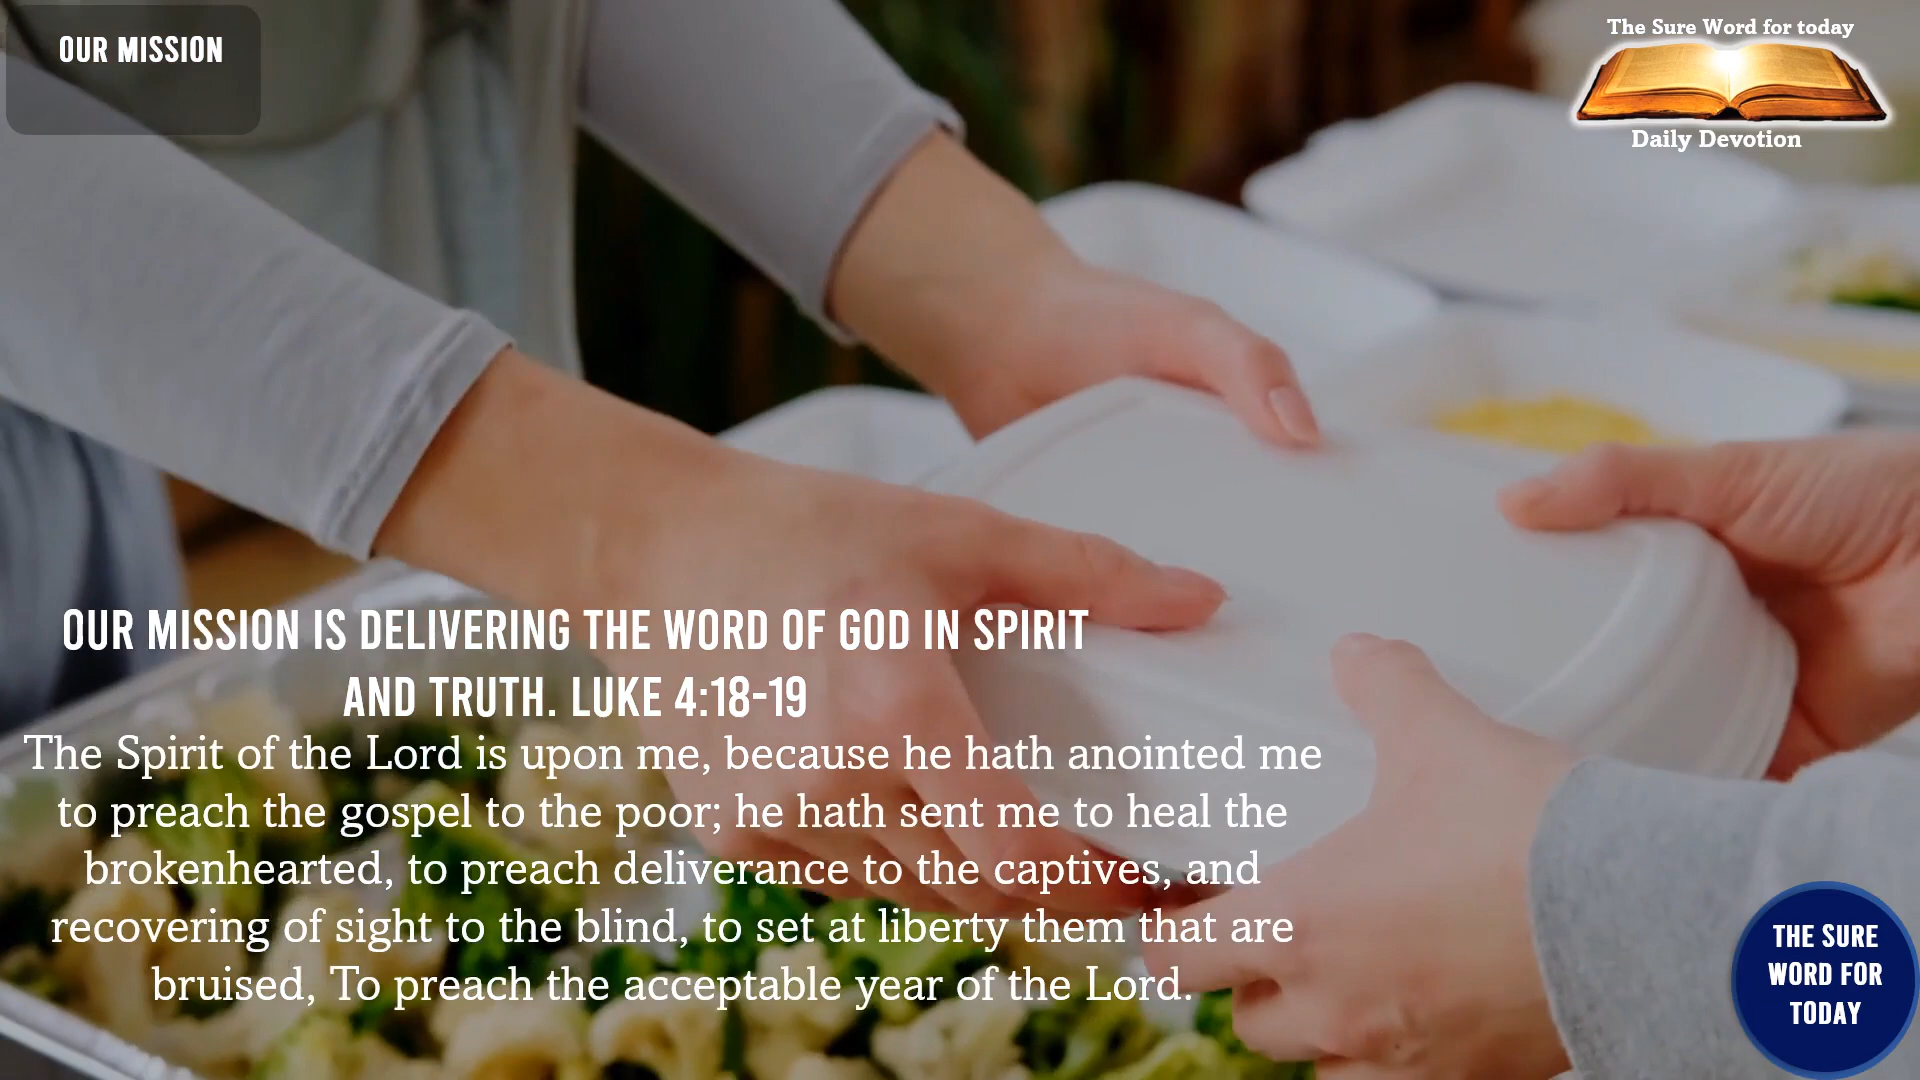 OUR MISSION
The Sure Word for today
Daily Devotion
OUR MISSION IS DELIVERING THE WORD OF GOD IN SPIRIT
AND TRUTH. LUKE 4:18-19
The Spirit of the Lord is upon me, because he hath anointed me
to preach the gospel to the poor; he hath sent me to heal the
brokenhearted, to preach deliverance to the captives, and
recovering of sight to the blind, to set at liberty them that are
bruised, To preach the acceptable year of the Lord.
THE SURE
WORD FOR
TODAY